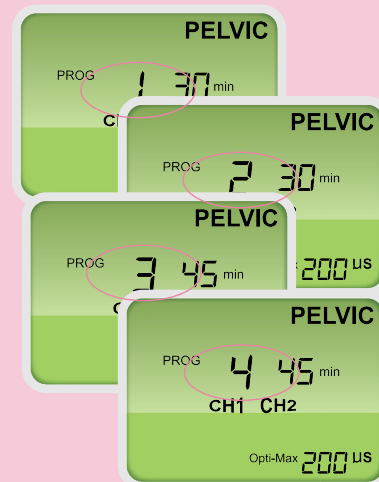 PELVIC
PROG 1 30 min
PELVIC
PROG 2 30 min
200 µs
PELVIC
PROG 3 45 min
PELVIC
PROG 4 45 min
CH1 CH2
Opti-Max 200 µs